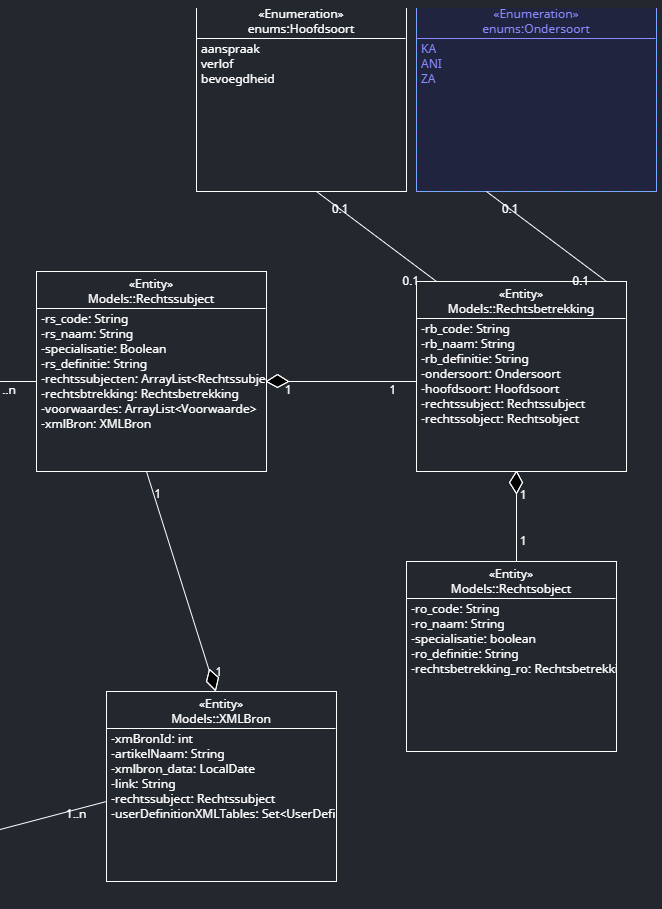 «Enumeration»
enums:Hoofdsoort
aanspraak
verlof
bevoegdheid
«Enumeration»
enums:Ondersoort
KA
ANI
ZA
0.1
0.1
0.1
0.1
«Entity»
Models::Rechtssubject
-rs_code: String
-rs_naam: String
-specialisatie: Boolean
-rs_definitie: String
-rechtssubjecten: ArrayList<Rechtssubje
-rechtsbtrekking: Rechtsbetrekking
-voorwaardes: ArrayList<Voorwaarde>
-xmlBron: XMLBron
..n
1
1
«Entity»
Models::Rechtsbetrekking
-rb_code: String
-rb_naam: String
-rb_definitie: String
-ondersoort: Ondersoort
-hoofdsoort: Hoofdsoort
-rechtssubject: Rechtssubject
-rechtssobject: Rechtsobject
1
1
1
1
«Entity»
Models::Rechtsobject
-ro_code: String
-ro_naam: String
-specialisatie: boolean
-ro_definitie: String
-rechtsbetrekking_ro: Rechtsbetrekki
«Entity»
Models::XMLBron
-xmBronId: int
-artikelNaam: String
-xmlbron_data: LocalDate
-link: String
-rechtssubject: Rechtssubject
-userDefinitionXMLTables: Set<UserDefi
1..n